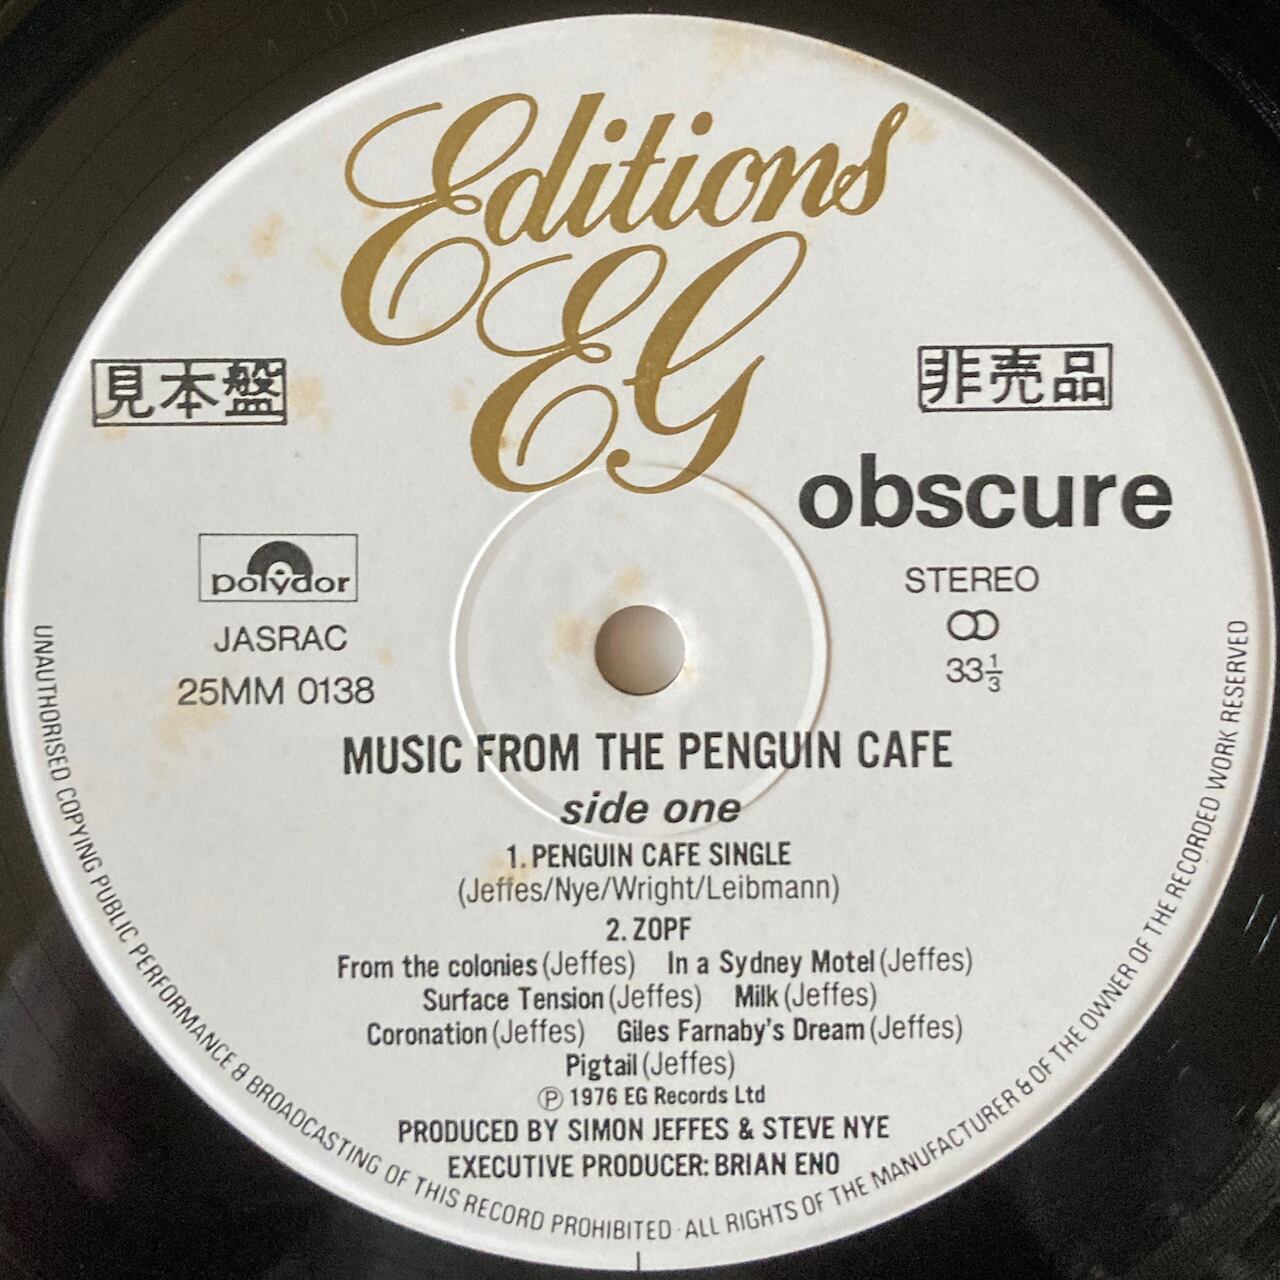 Editions
EG
見本盤
非売品
obscure
polydor
STEREO
JASRAC
33⅓
25MM 0138
MUSIC FROM THE PENGUIN CAFE
side one
1. PENGUIN CAFE SINGLE
(Jeffes/Nye/Wright/Leibmann)
2. ZOPF
From the colonies (Jeffes) In a Sydney Motel (Jeffes)
Surface Tension (Jeffes) Milk (Jeffes)
Coronation (Jeffes) Giles Farnaby's Dream (Jeffes)
Pigtail (Jeffes)
Ⓟ 1976 EG Records Ltd
PRODUCED BY SIMON JEFFES & STEVE NYE
EXECUTIVE PRODUCER: BRIAN ENO
UNAUTHORISED COPYING PUBLIC PERFORMANCE & BROADCASTING OF THIS RECORD PROHIBITED · ALL RIGHTS OF THE MANUFACTURER & OF THE OWNER OF THE RECORDED WORK RESERVED